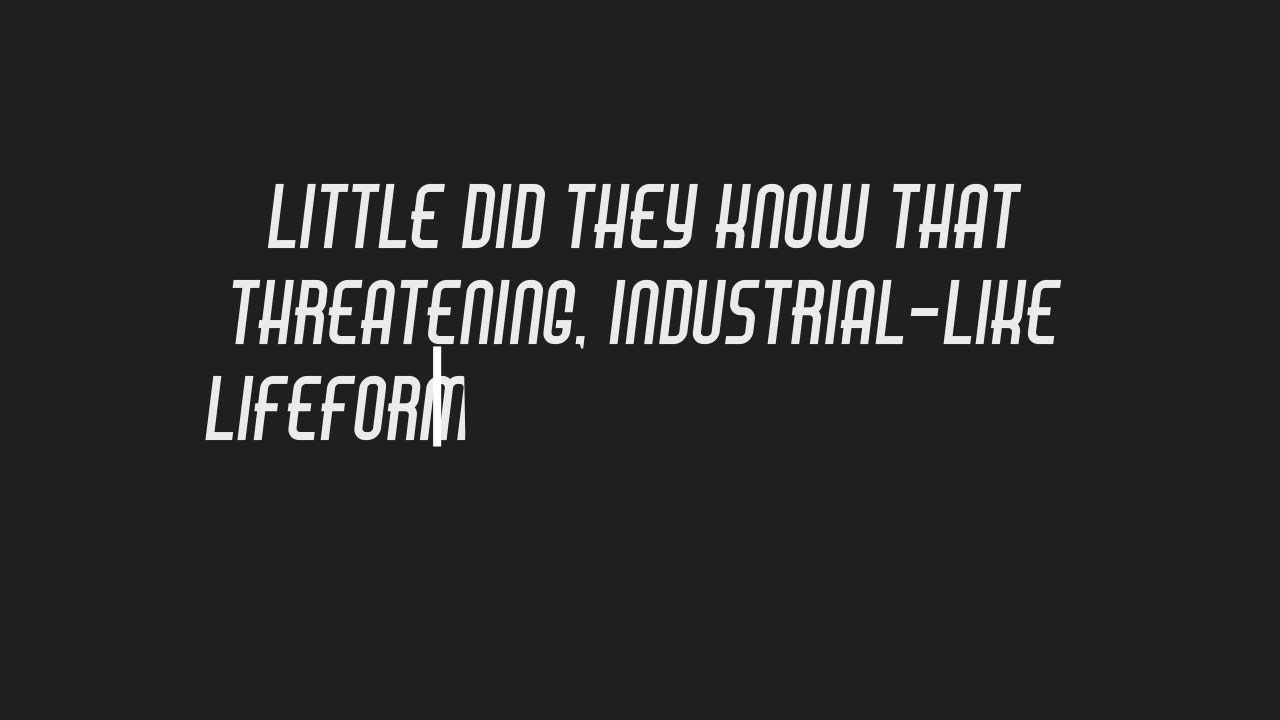 LITTLE DID THEY KNOW THAT
THREATENING, INDUSTRIAL-LIKE
LIFEFORM